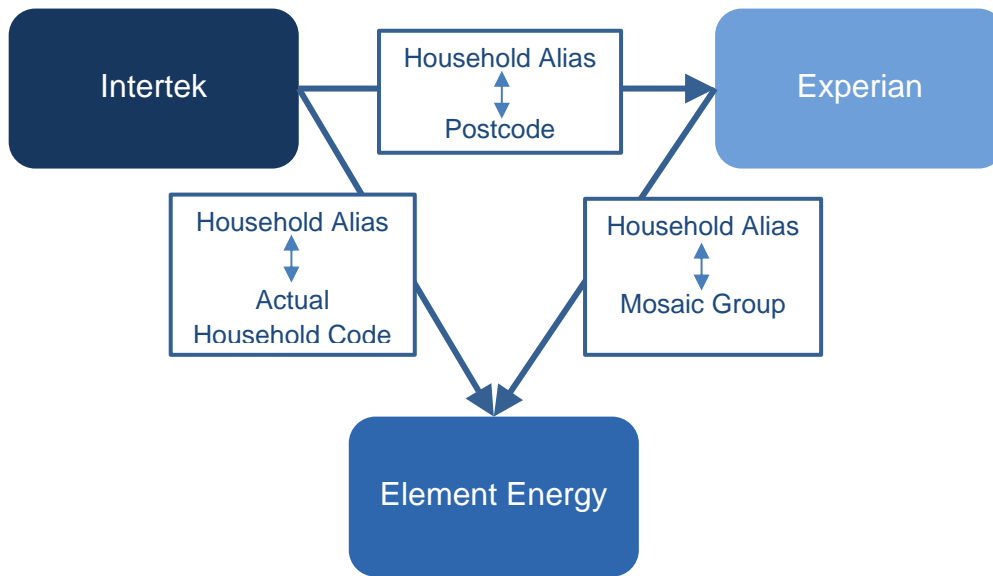 Intertek
Household Alias
Postcode
Experian
Household Alias
Actual
Household Code
Household Alias
Mosaic Group
Element Energy